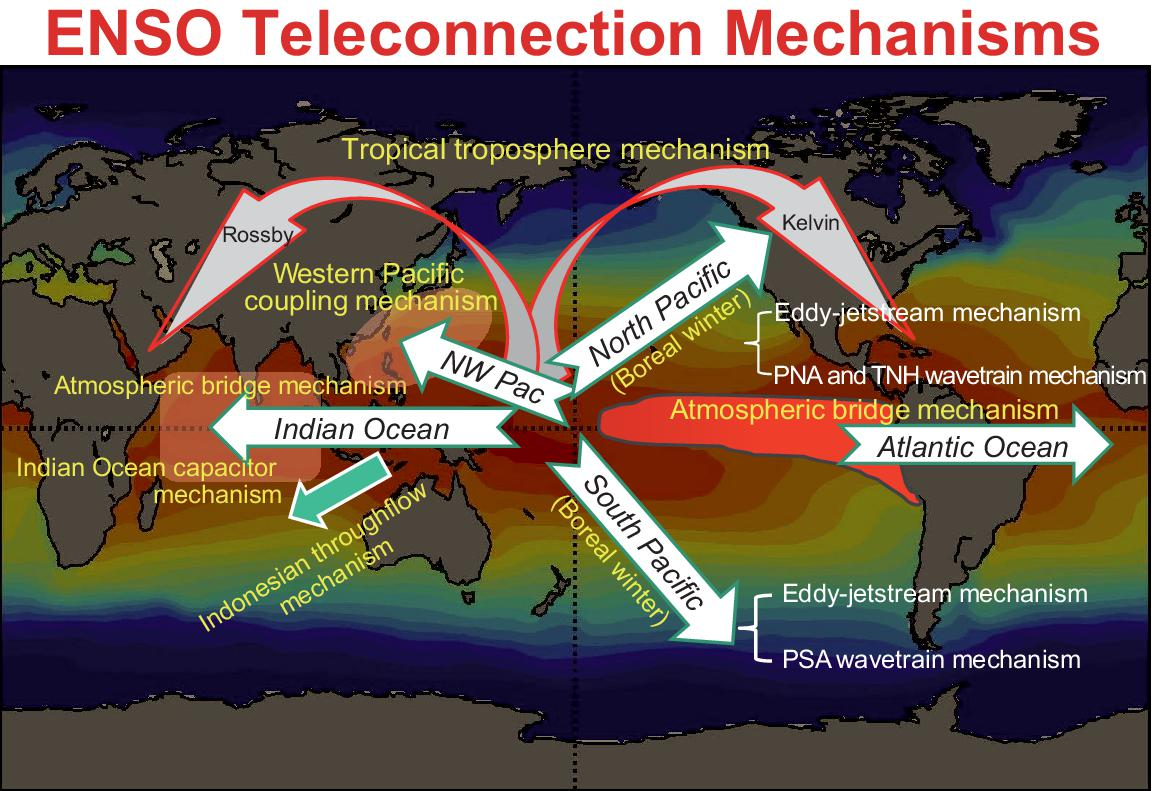 ENSO Teleconnection Mechanisms
Tropical troposphere mechanism
Rossby
Kelvin
Western Pacific
coupling mechanism
North Pacific
(Boreal winter)
Eddy-jetstream mechanism
PNA and TNH wavetrain mechanism
NW Pac
Atmospheric bridge mechanism
Indian Ocean
Atmospheric bridge mechanism
Atlantic Ocean
Indian Ocean capacitor
mechanism
Indonesian throughflow
mechanism
South Pacific
(Boreal winter)
Eddy-jetstream mechanism
PSA wavetrain mechanism